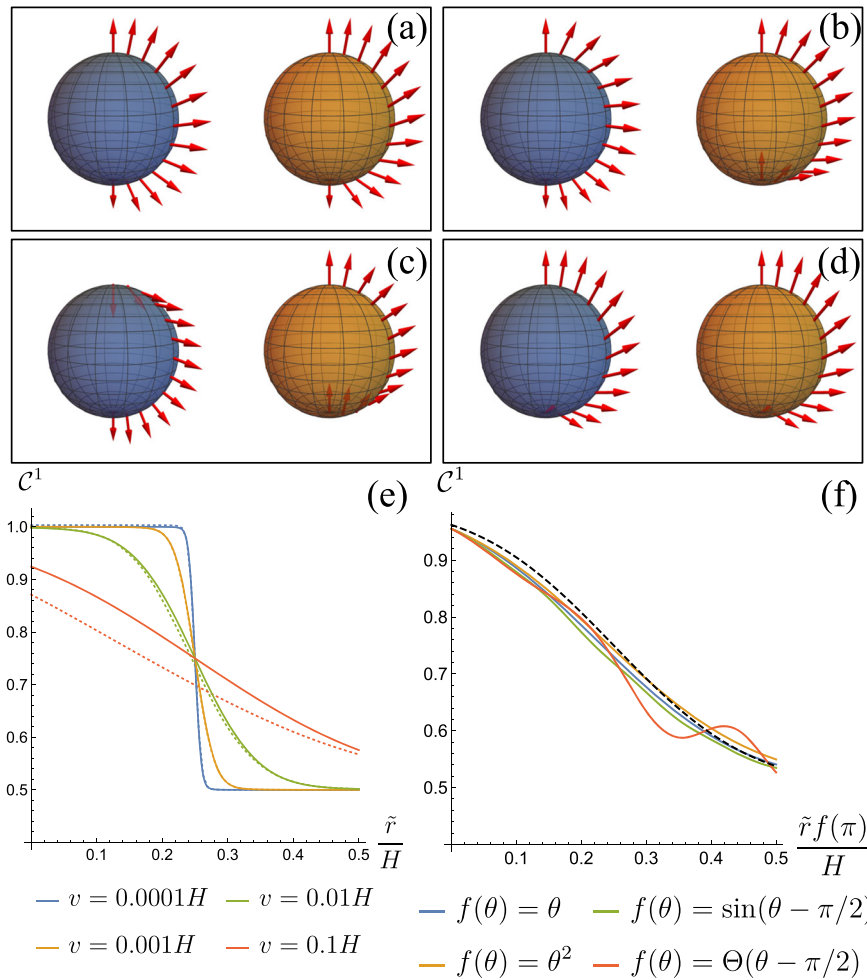 (a)
(b)
(c)
(d)
C¹
(e)
1.0
0.9
0.8
0.7
0.6
0.5
0.1 0.2 0.3 0.4 0.5
r̃/H
v = 0.0001H
v = 0.01H
v = 0.001H
v = 0.1H
C¹
(f)
0.9
0.8
0.7
0.6
0.5
0.1 0.2 0.3 0.4 0.5
r̃f(π)/H
f(θ) = θ
f(θ) = sin(θ − π/2)
f(θ) = θ²
f(θ) = Θ(θ − π/2)